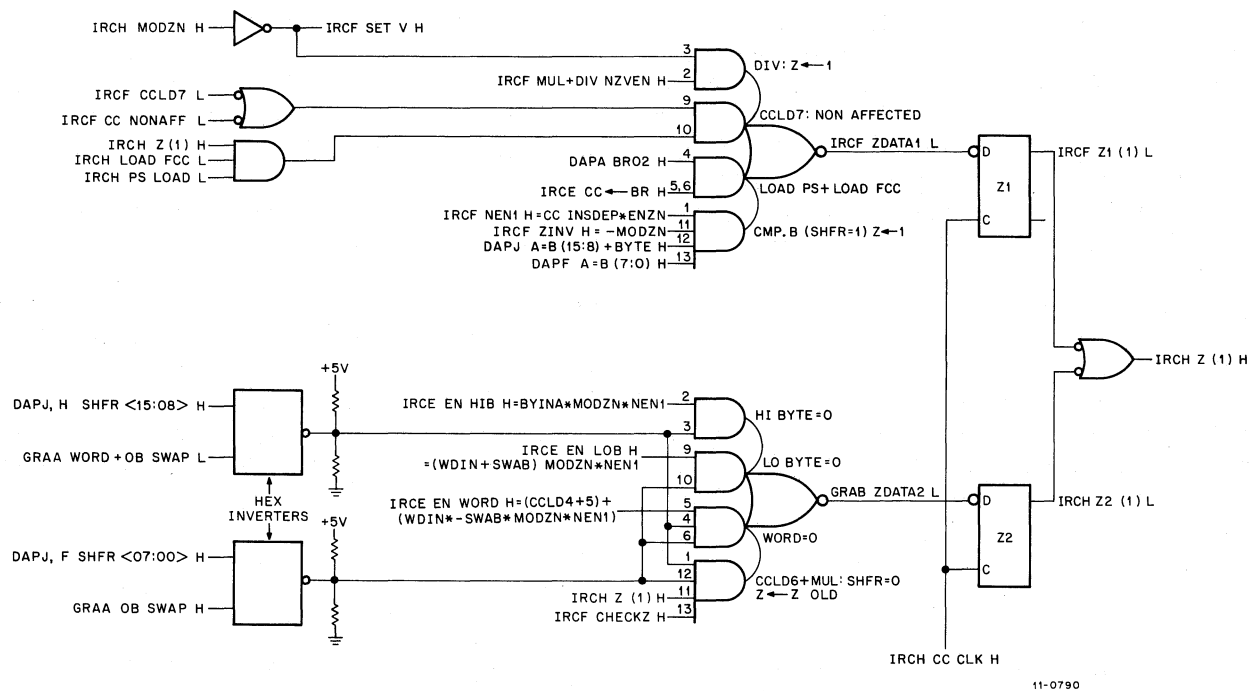 IRCH MODZN H
IRCF SET V H
3
DIV: Z←1
IRCF MUL+DIV NZVEN H
2
IRCF CCLD7 L
IRCF CC NONAFF L
9
CCLD7: NON AFFECTED
IRCH Z (1) H
IRCH LOAD FCC L
IRCH PS LOAD L
10
DAPA BR02 H
4
IRCF ZDATA1 L
D
Z1
C
IRCF Z1 (1) L
IRCE CC←BR H
5,6
LOAD PS+LOAD FCC
IRCF NEN1 H=CC INSDEP*ENZN
1
IRCF ZINV H = -MODZN
11
DAPJ A=B (15:8) +BYTE H
12
DAPF A=B (7:0) H
13
CMP.B (SHFR=1) Z←1
IRCH Z (1) H
+5V
DAPJ, H SHFR <15:08> H
GRAA WORD + OB SWAP L
HEX
INVERTERS
+5V
DAPJ, F SHFR <07:00> H
GRAA OB SWAP H
IRCE EN HIB H=BYINA*MODZN*NEN1
2
3
HI BYTE=0
IRCE EN LOB H
=(WDIN+SWAB) MODZN*NEN1
9
10
LO BYTE=0
IRCE EN WORD H=(CCLD4+5) +
(WDIN*-SWAB*MODZN*NEN1)
5
4
6
WORD=0
GRAB ZDATA2 L
D
Z2
C
IRCH Z2 (1) L
1
12
IRCH Z (1) H
11
IRCF CHECKZ H
13
CCLD6+MUL: SHFR=0
Z←Z OLD
IRCH CC CLK H
11-0790